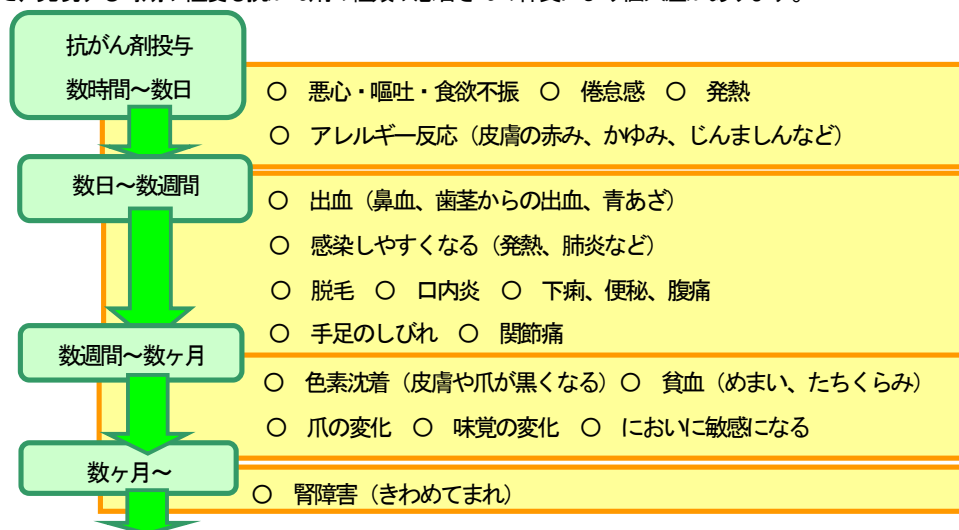 抗がん剤投与
数時間～数日
○ 悪心・嘔吐・食欲不振 ○ 倦怠感 ○ 発熱
○ アレルギー反応（皮膚の赤み、かゆみ、じんましんなど）
数日～数週間
○ 出血（鼻血、歯茎からの出血、青あざ）
○ 感染しやすくなる（発熱、肺炎など）
○ 脱毛 ○ 口内炎 ○ 下痢、便秘、腹痛
○ 手足のしびれ ○ 関節痛
数週間～数ヶ月
○ 色素沈着（皮膚や爪が黒くなる）○ 貧血（めまい、たちくらみ）
○ 爪の変化 ○ 味覚の変化 ○ においに敏感になる
数ヶ月～
○ 腎障害（きわめてまれ）